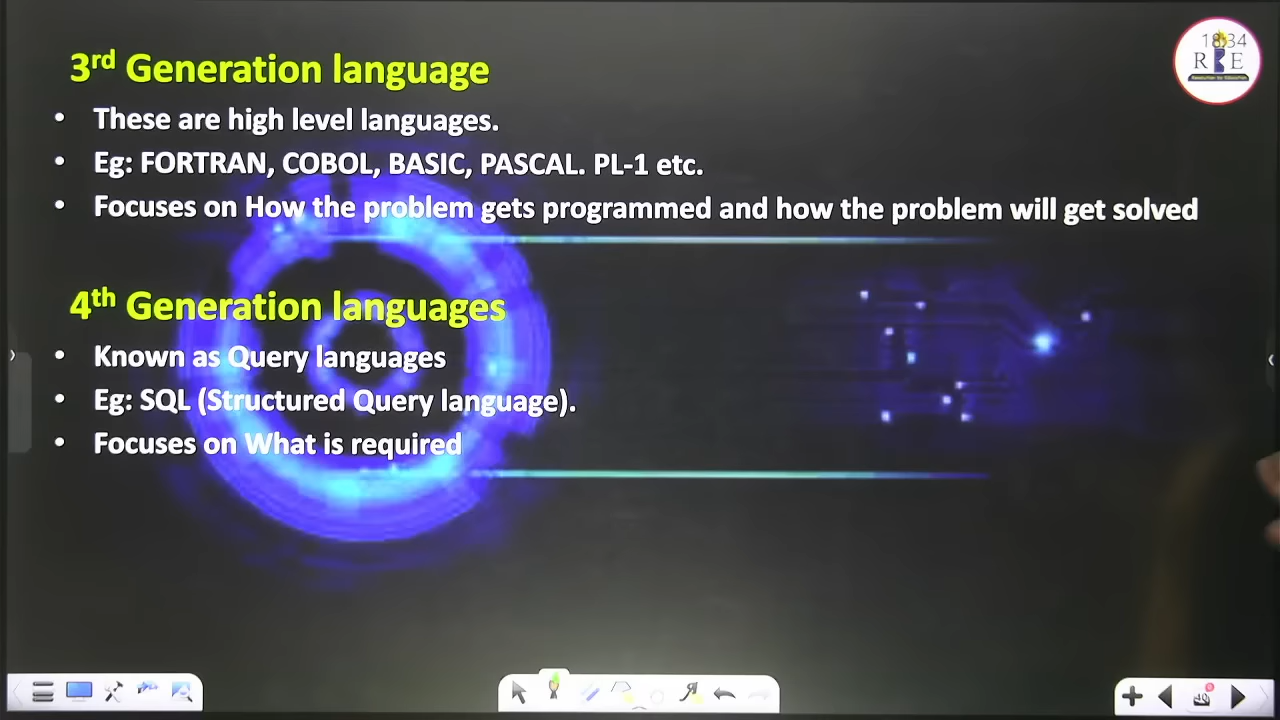 3rd Generation language
• These are high level languages.
• Eg: FORTRAN, COBOL, BASIC, PASCAL. PL-1 etc.
• Focuses on How the problem gets programmed and how the problem will get solved
4th Generation languages
• Known as Query languages
• Eg: SQL (Structured Query language).
• Focuses on What is required
18:34
R E